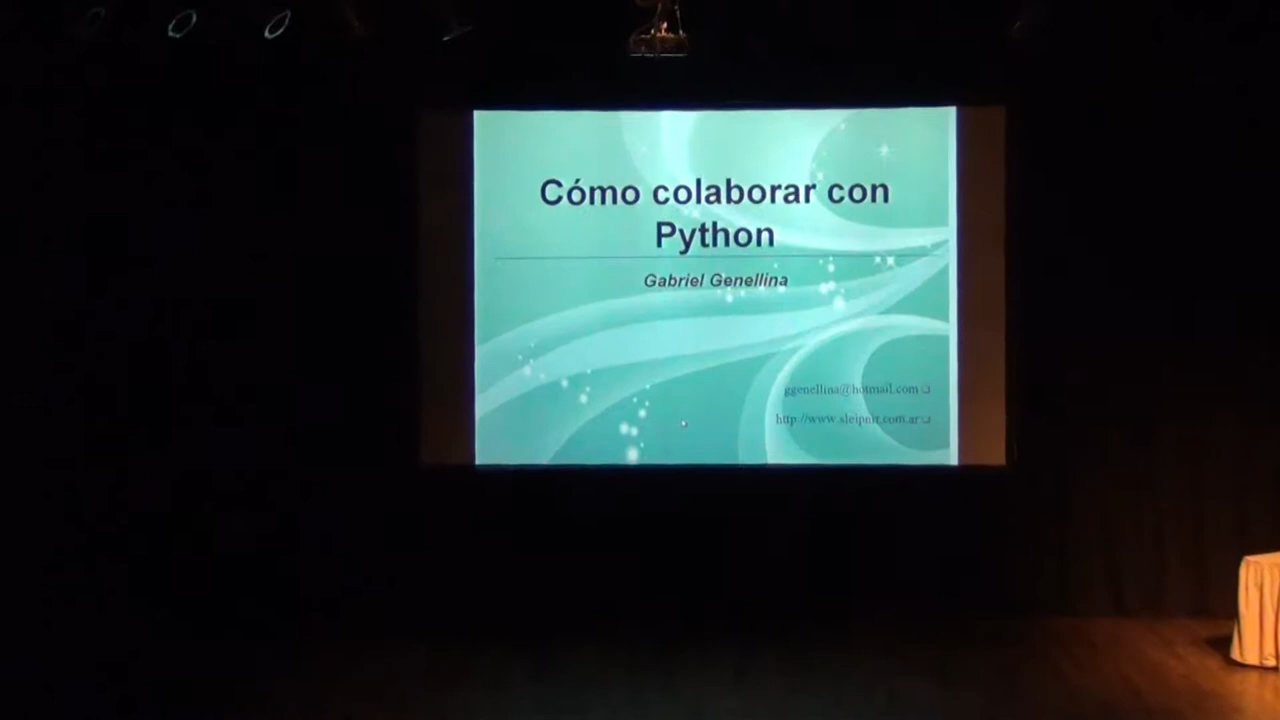 Cómo colaborar con
Python
Gabriel Genellina
ggenellina@hotmail.com
http://www.sleipnir.com.ar